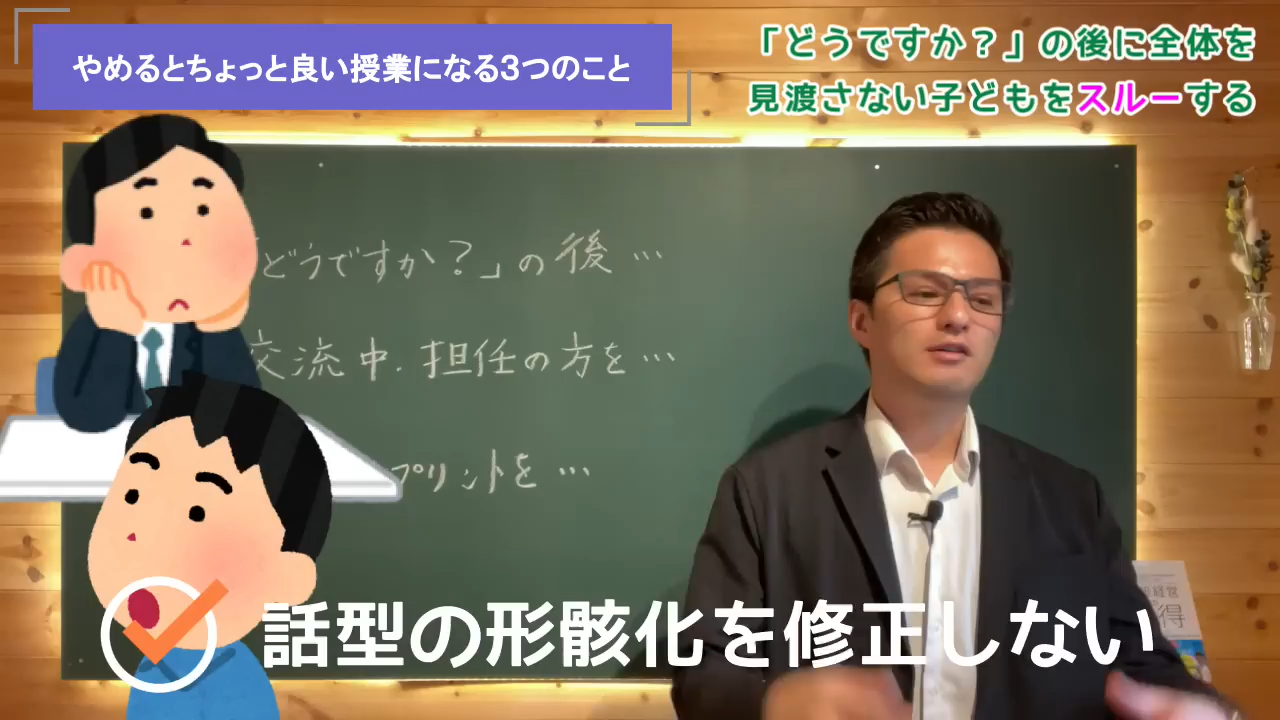 やめるとちょっと良い授業になる3つのこと
「どうですか？」の後に全体を
見渡さない子どもをスルーする
どうですか？」の後…
交流中.担任の方を…
プリントを…
話型の形骸化を修正しない
経営
得